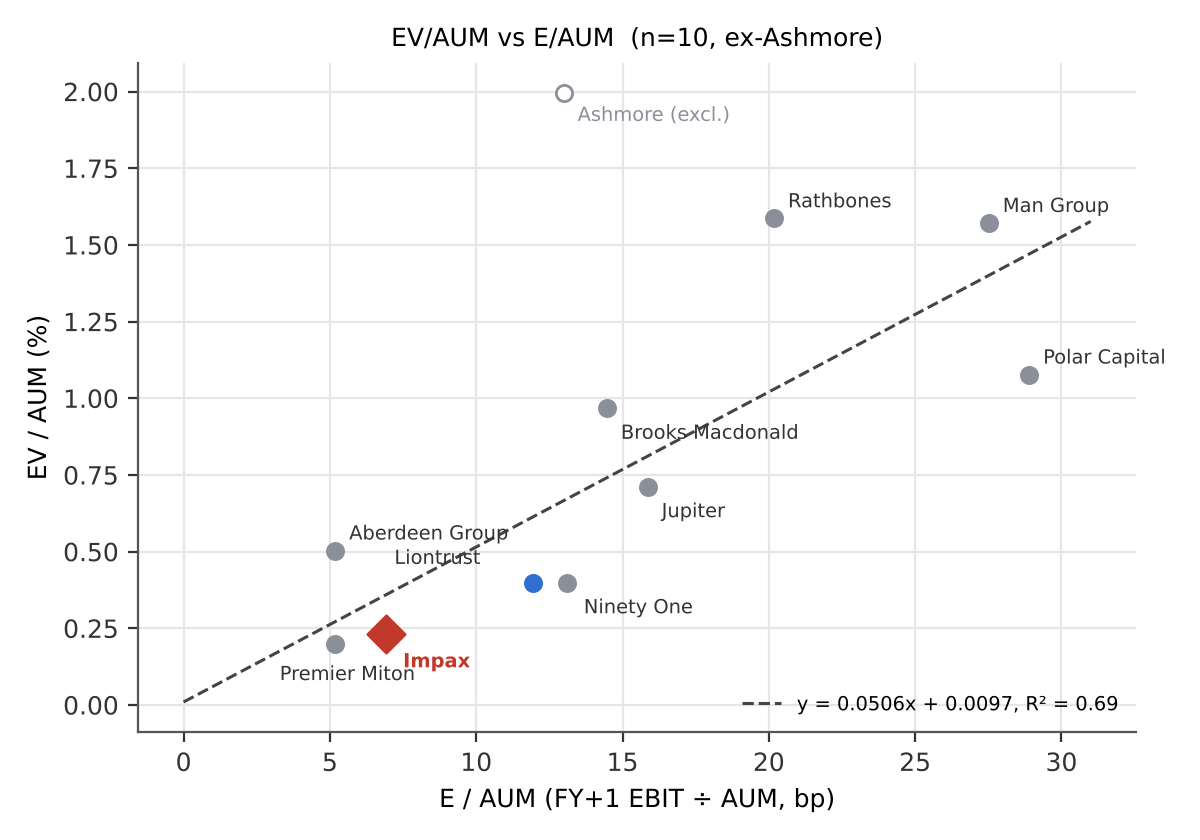 EV/AUM vs E/AUM  (n=10, ex-Ashmore)
EV / AUM (%)
2.00
1.75
1.50
1.25
1.00
0.75
0.50
0.25
0.00
Ashmore (excl.)
Rathbones
Man Group
Polar Capital
Brooks Macdonald
Jupiter
Aberdeen Group
Liontrust
Ninety One
Impax
Premier Miton
y = 0.0506x + 0.0097, R² = 0.69
0 5 10 15 20 25 30
E / AUM (FY+1 EBIT ÷ AUM, bp)